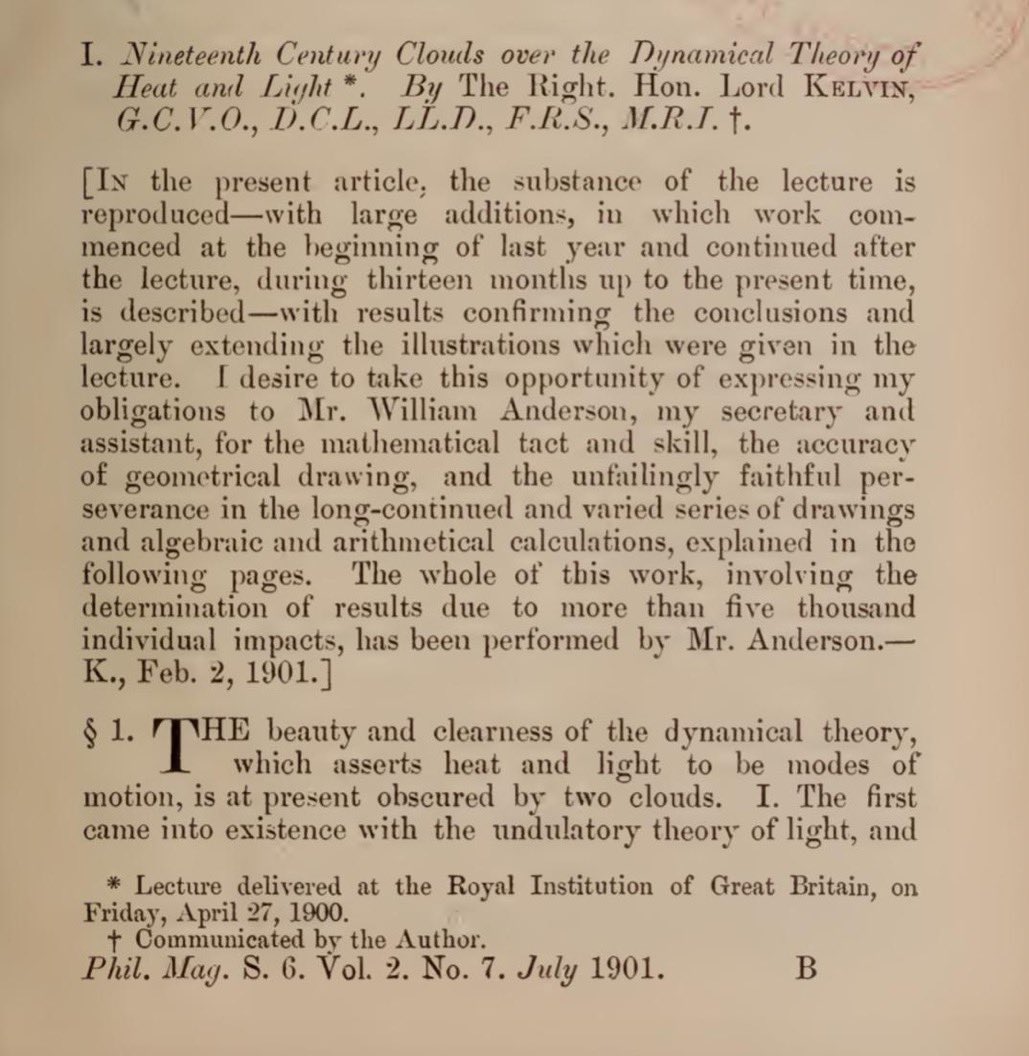 I. Nineteenth Century Clouds over the Dynamical Theory of
Heat and Light *. By The Right. Hon. Lord KELVIN,
G.C.V.O., D.C.L., LL.D., F.R.S., M.R.I. †.
[IN the present article, the substance of the lecture is
reproduced—with large additions, in which work com-
menced at the beginning of last year and continued after
the lecture, during thirteen months up to the present time,
is described—with results confirming the conclusions and
largely extending the illustrations which were given in the
lecture. I desire to take this opportunity of expressing my
obligations to Mr. William Anderson, my secretary and
assistant, for the mathematical tact and skill, the accuracy
of geometrical drawing, and the unfailingly faithful per-
severance in the long-continued and varied series of drawings
and algebraic and arithmetical calculations, explained in the
following pages. The whole of this work, involving the
determination of results due to more than five thousand
individual impacts, has been performed by Mr. Anderson.—
K., Feb. 2, 1901.]
§ 1. THE beauty and clearness of the dynamical theory,
which asserts heat and light to be modes of
motion, is at present obscured by two clouds. I. The first
came into existence with the undulatory theory of light, and
* Lecture delivered at the Royal Institution of Great Britain, on
Friday, April 27, 1900.
† Communicated by the Author.
Phil. Mag. S. 6. Vol. 2. No. 7. July 1901. B